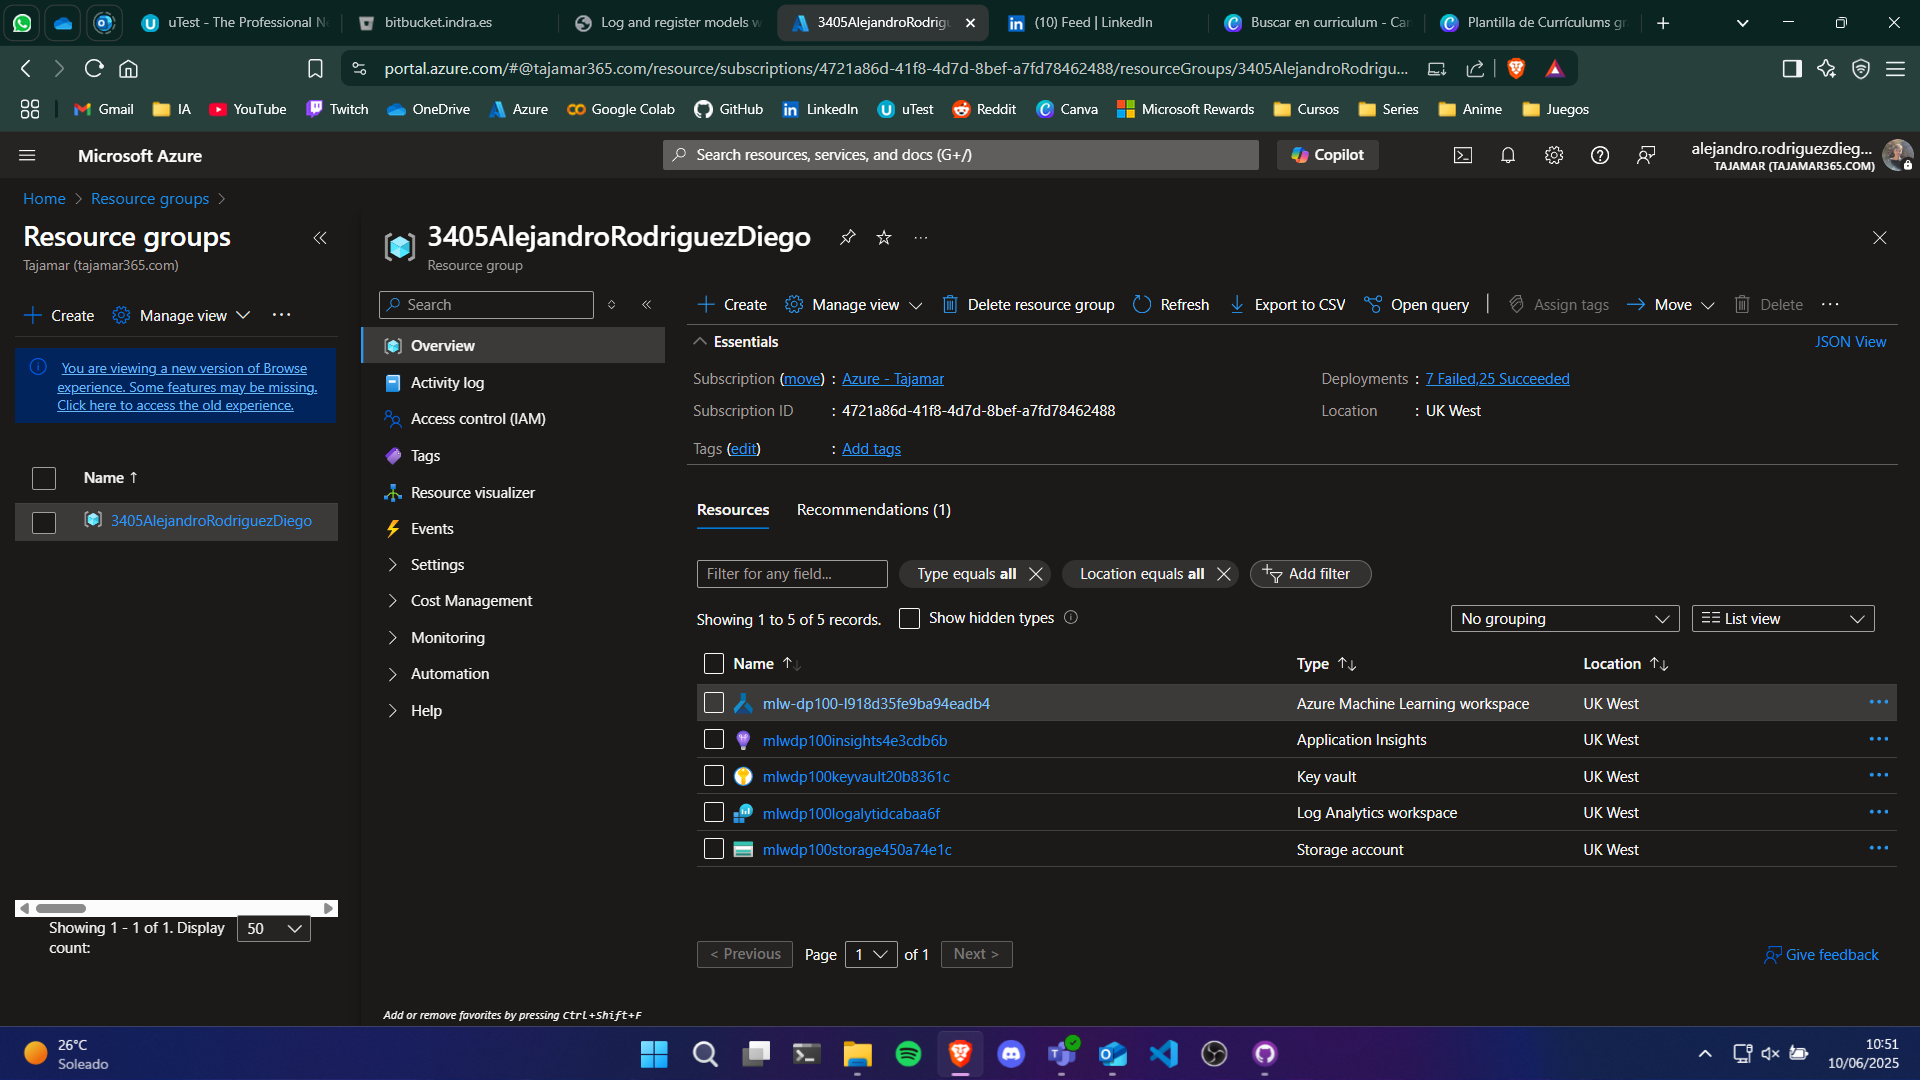 uTest - The Professional N
bitbucket.indra.es
Log and register models w
3405AlejandroRodrigu
(10) Feed | LinkedIn
Buscar en curriculum - Can
Plantilla de Currículums gr
portal.azure.com/#@tajamar365.com/resource/subscriptions/4721a86d-41f8-4d7d-8bef-a7fd78462488/resourceGroups/3405AlejandroRodrigu...
Gmail
IA
YouTube
Twitch
OneDrive
Azure
Google Colab
GitHub
LinkedIn
uTest
Reddit
Canva
Microsoft Rewards
Cursos
Series
Anime
Juegos
Microsoft Azure
Search resources, services, and docs (G+/)
Copilot
alejandro.rodriguezdieg...
TAJAMAR (TAJAMAR365.COM)
Home > Resource groups >
Resource groups
Tajamar (tajamar365.com)
Create
Manage view
You are viewing a new version of Browse
experience. Some features may be missing.
Click here to access the old experience.
Name ↑
3405AlejandroRodriguezDiego
Showing 1 - 1 of 1. Display
count:
50
3405AlejandroRodriguezDiego
Resource group
Search
Overview
Activity log
Access control (IAM)
Tags
Resource visualizer
Events
Settings
Cost Management
Monitoring
Automation
Help
Add or remove favorites by pressing Ctrl+Shift+F
Create
Manage view
Delete resource group
Refresh
Export to CSV
Open query
Assign tags
Move
Delete
Essentials
JSON View
Subscription (move) : Azure - Tajamar
Deployments : 7 Failed,25 Succeeded
Subscription ID : 4721a86d-41f8-4d7d-8bef-a7fd78462488
Location : UK West
Tags (edit) : Add tags
Resources
Recommendations (1)
Filter for any field...
Type equals all
Location equals all
Add filter
Showing 1 to 5 of 5 records.
Show hidden types
No grouping
List view
Name ↑↓
Type ↑↓
Location ↑↓
mlw-dp100-l918d35fe9ba94eadb4
Azure Machine Learning workspace
UK West
mlwdp100insights4e3cdb6b
Application Insights
UK West
mlwdp100keyvault20b8361c
Key vault
UK West
mlwdp100logalytidcabaa6f
Log Analytics workspace
UK West
mlwdp100storage450a74e1c
Storage account
UK West
< Previous
Page
1
of 1
Next >
Give feedback
26°C
Soleado
10:51
10/06/2025